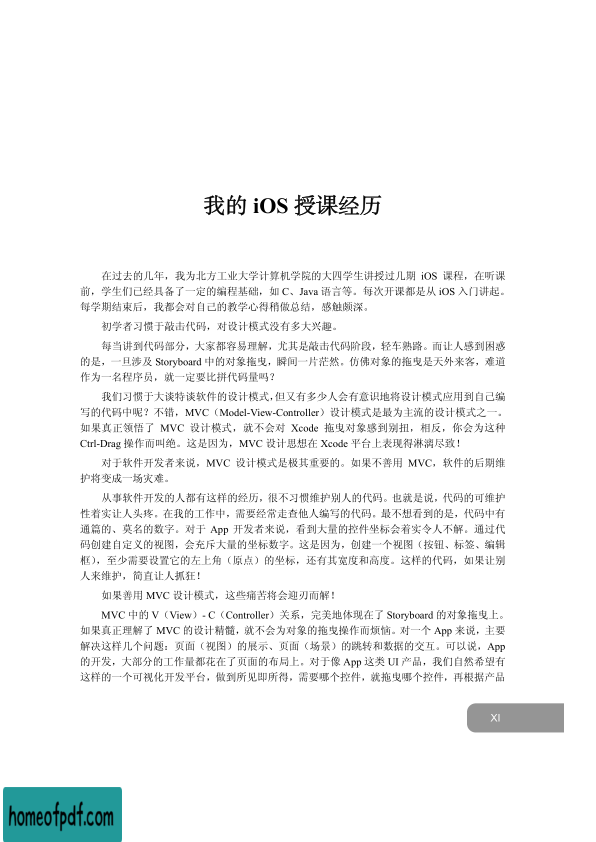 我的 iOS 授课经历
在过去的几年，我为北方工业大学计算机学院的大四学生讲授过几期 iOS 课程，在听课
前，学生们已经具备了一定的编程基础，如 C、Java 语言等。每次开课都是从 iOS 入门讲起。
每学期结束后，我都会对自己的教学心得稍做总结，感触颇深。
初学者习惯于敲击代码，对设计模式没有多大兴趣。
每当讲到代码部分，大家都容易理解，尤其是敲击代码阶段，轻车熟路。而让人感到困惑
的是，一旦涉及 Storyboard 中的对象拖曳，瞬间一片茫然。仿佛对象的拖曳是天外来客，难道
作为一名程序员，就一定要比拼代码量吗？
我们习惯于大谈特谈软件的设计模式，但又有多少人会有意识地将设计模式应用到自己编
写的代码中呢？不错，MVC（Model-View-Controller）设计模式是最为主流的设计模式之一。
如果真正领悟了 MVC 设计模式，就不会对 Xcode 拖曳对象感到别扭，相反，你会为这种
Ctrl-Drag 操作而叫绝。这是因为，MVC 设计思想在 Xcode 平台上表现得淋漓尽致！
对于软件开发者来说，MVC 设计模式是极其重要的。如果不善用 MVC，软件的后期维
护将变成一场灾难。
从事软件开发的人都有这样的经历，很不习惯维护别人的代码。也就是说，代码的可维护
性着实让人头疼。在我的工作中，需要经常走查他人编写的代码。最不想看到的是，代码中有
通篇的、莫名的数字。对于 App 开发者来说，看到大量的控件坐标会着实令人不解。通过代
码创建自定义的视图，会充斥大量的坐标数字。这是因为，创建一个视图（按钮、标签、编辑
框），至少需要设置它的左上角（原点）的坐标，还有其宽度和高度。这样的代码，如果让别
人来维护，简直让人抓狂！
如果善用 MVC 设计模式，这些痛苦将会迎刃而解！
MVC 中的 V（View）- C（Controller）关系，完美地体现在了 Storyboard 的对象拖曳上。
如果真正理解了 MVC 的设计精髓，就不会为对象的拖曳操作而烦恼。对一个 App 来说，主要
解决这样几个问题：页面（视图）的展示、页面（场景）的跳转和数据的交互。可以说，App
的开发，大部分的工作量都花在了页面的布局上。对于像 App 这类 UI 产品，我们自然希望有
这样的一个可视化开发平台，做到所见即所得，需要哪个控件，就拖曳哪个控件，再根据产品
XI
homeofpdf.com